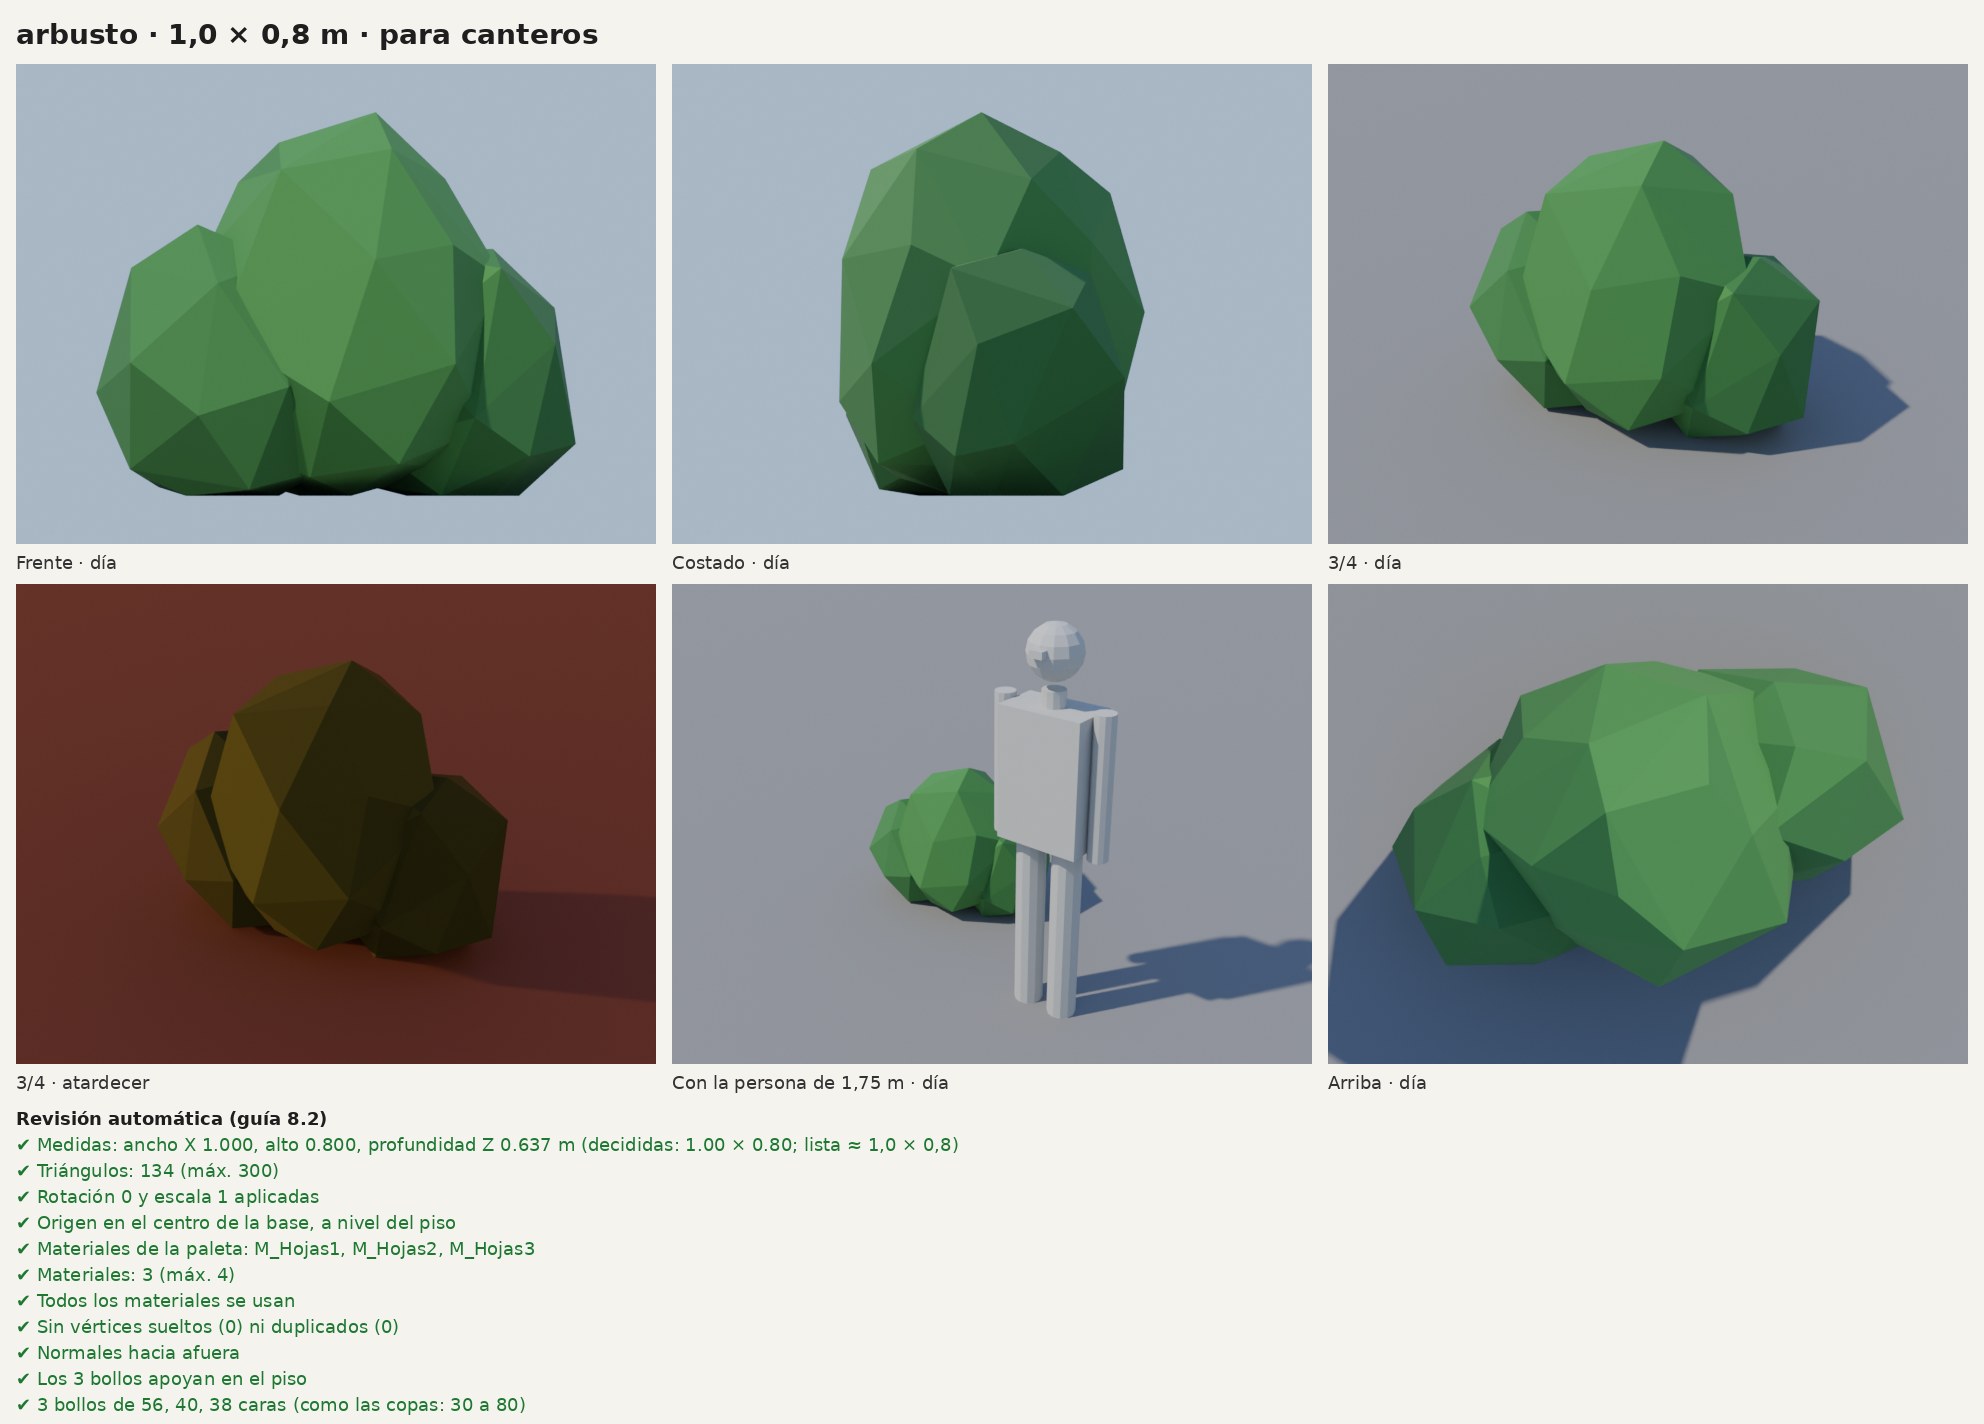 arbusto · 1,0 × 0,8 m · para canteros
Frente · día
Costado · día
3/4 · día
3/4 · atardecer
Con la persona de 1,75 m · día
Arriba · día
Revisión automática (guía 8.2)
✔ Medidas: ancho X 1.000, alto 0.800, profundidad Z 0.637 m (decididas: 1.00 × 0.80; lista ≈ 1,0 × 0,8)
✔ Triángulos: 134 (máx. 300)
✔ Rotación 0 y escala 1 aplicadas
✔ Origen en el centro de la base, a nivel del piso
✔ Materiales de la paleta: M_Hojas1, M_Hojas2, M_Hojas3
✔ Materiales: 3 (máx. 4)
✔ Todos los materiales se usan
✔ Sin vértices sueltos (0) ni duplicados (0)
✔ Normales hacia afuera
✔ Los 3 bollos apoyan en el piso
✔ 3 bollos de 56, 40, 38 caras (como las copas: 30 a 80)